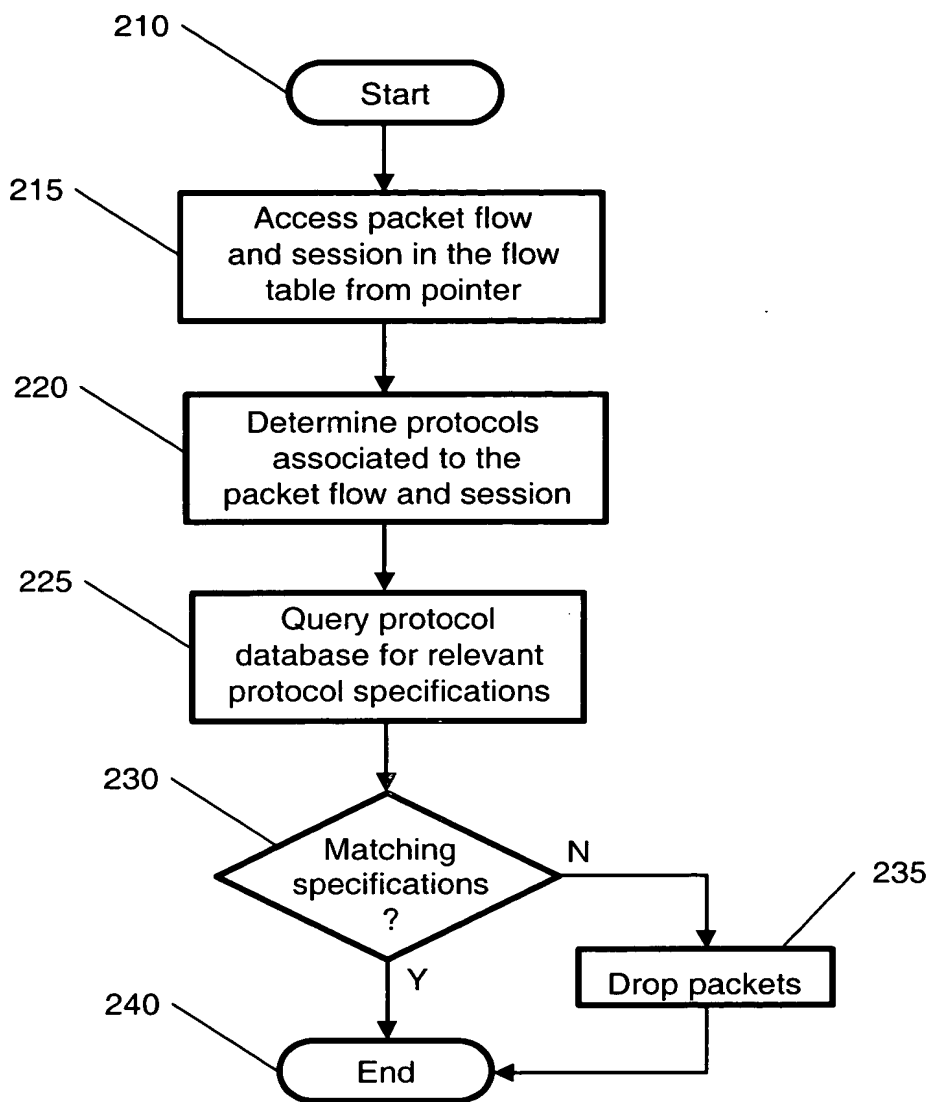 210
Start
215
Access packet flow
and session in the flow
table from pointer
220
Determine protocols
associated to the
packet flow and session
225
Query protocol
database for relevant
protocol specifications
230
Matching
specifications
?
N
235
Drop packets
Y
240
End